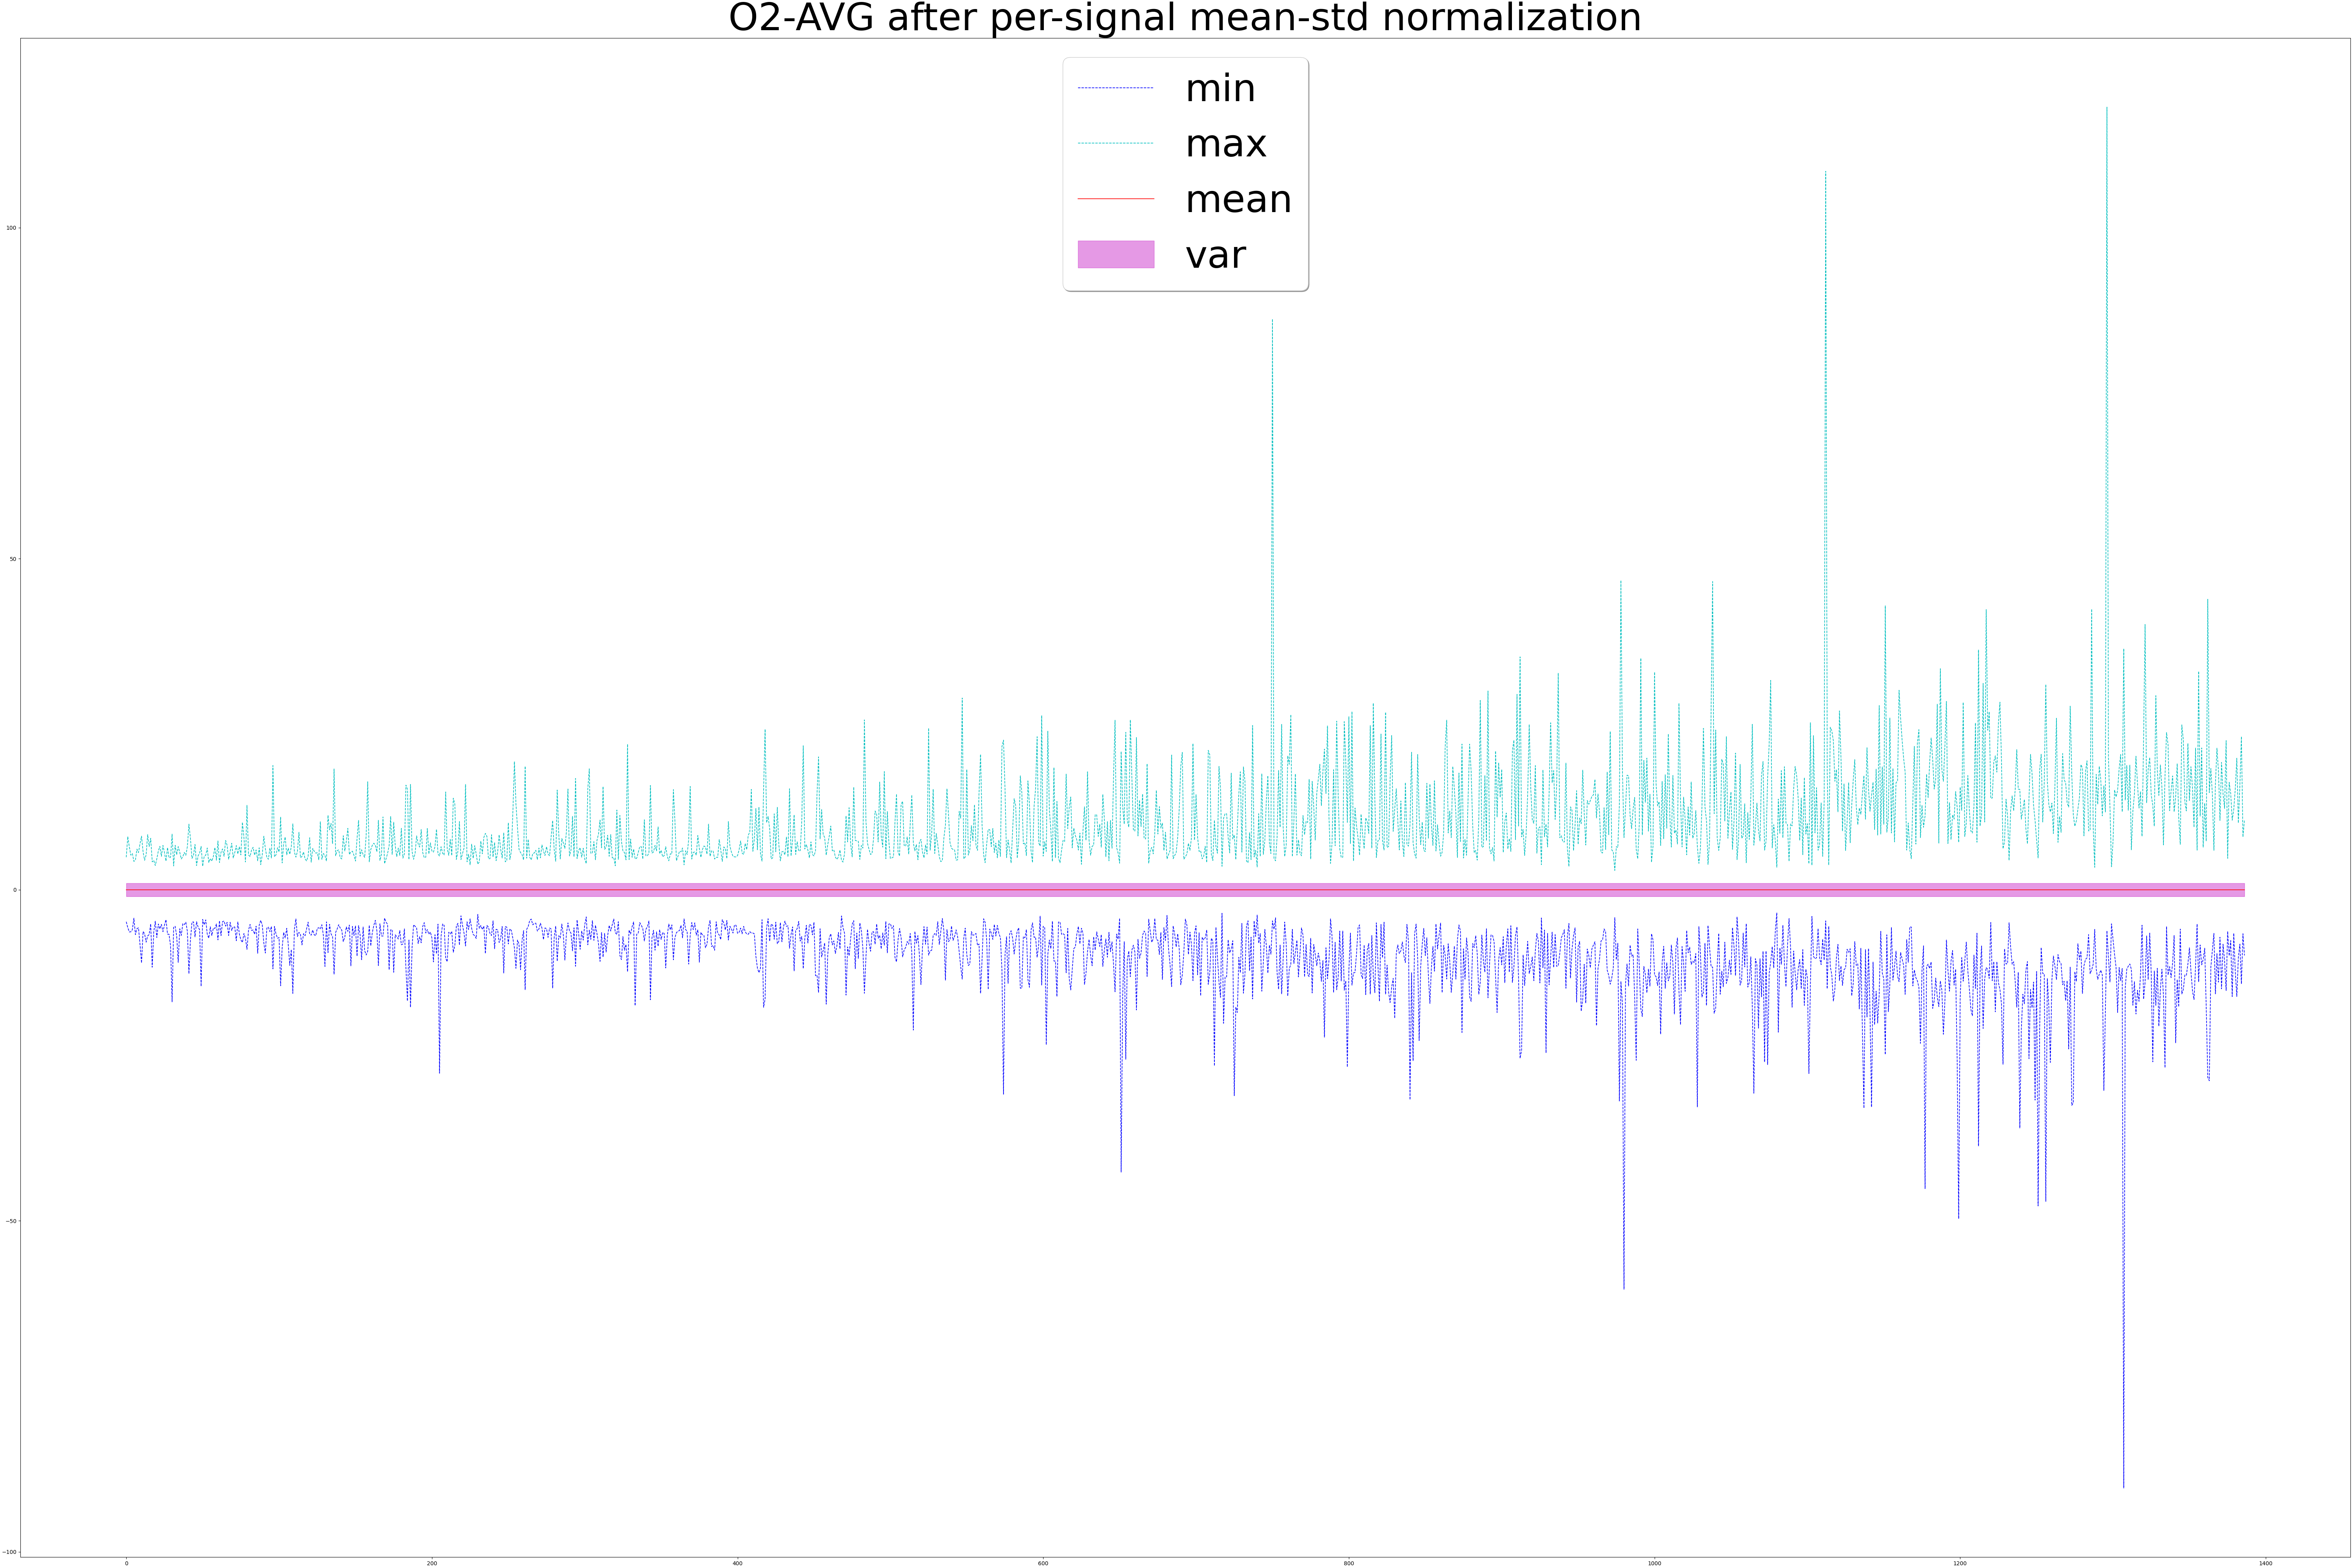 O2-AVG after per-signal mean-std normalization
min
max
mean
var
100
50
0
−50
−100
0 200 400 600 800 1000 1200 1400